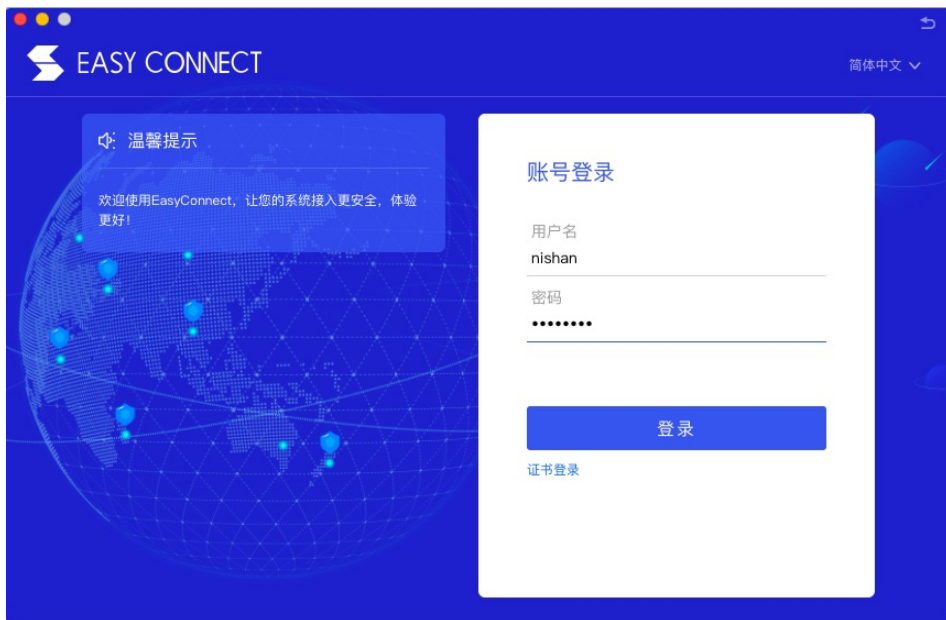 EASY CONNECT
简体中文
温馨提示
欢迎使用EasyConnect，让您的系统接入更安全，体验
更好！
账号登录
用户名
nishan
密码
••••••••
登录
证书登录